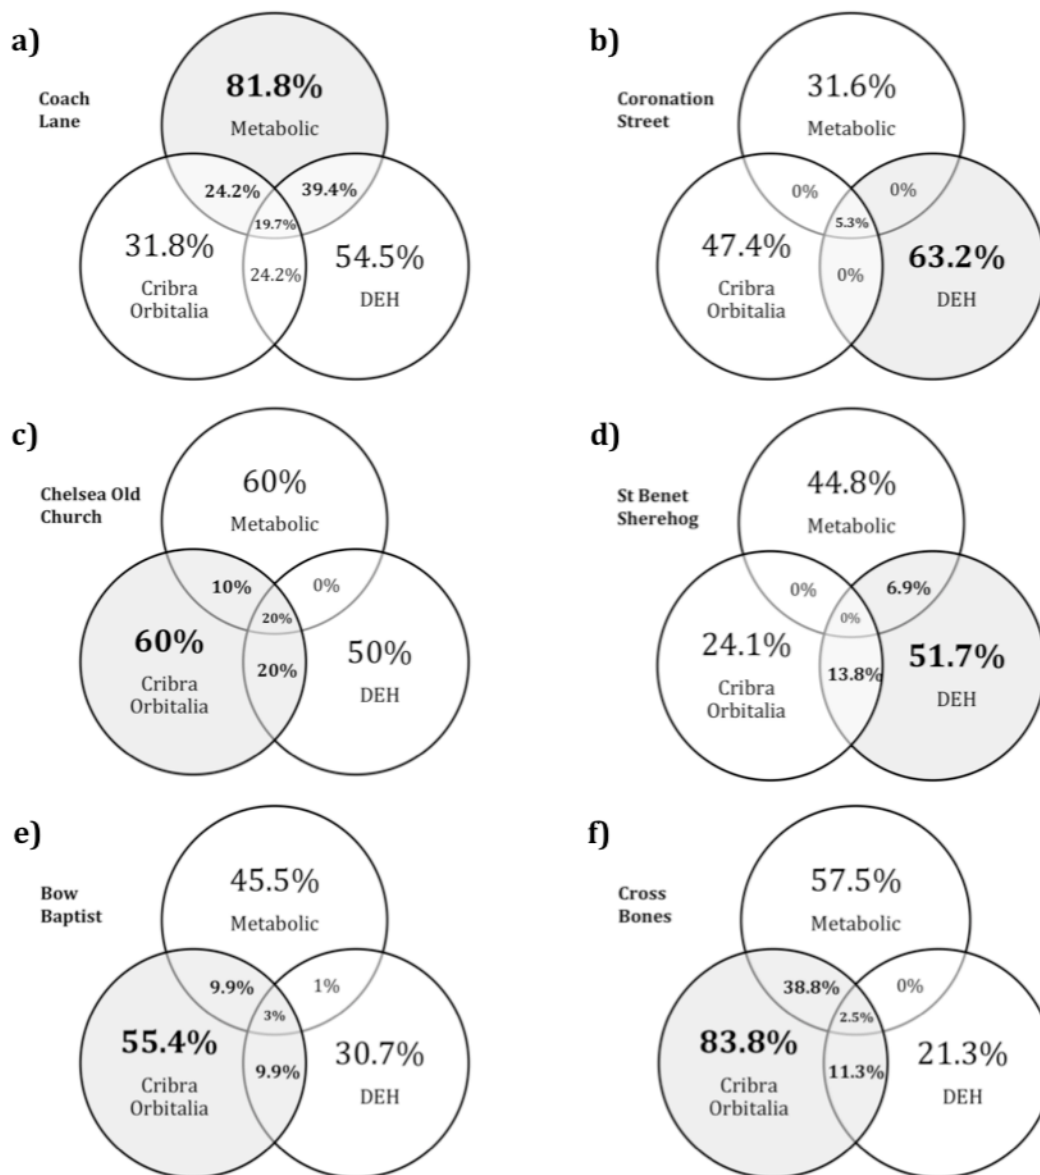 a)
Coach
Lane
81.8%
Metabolic
24.2%
39.4%
19.7%
31.8%
Cribra
Orbitalia
24.2%
54.5%
DEH
b)
Coronation
Street
31.6%
Metabolic
0%
0%
5.3%
47.4%
Cribra
Orbitalia
0%
63.2%
DEH
c)
Chelsea Old
Church
60%
Metabolic
10%
0%
20%
60%
Cribra
Orbitalia
20%
50%
DEH
d)
St Benet
Sherehog
44.8%
Metabolic
0%
6.9%
0%
24.1%
Cribra
Orbitalia
13.8%
51.7%
DEH
e)
Bow
Baptist
45.5%
Metabolic
9.9%
1%
3%
55.4%
Cribra
Orbitalia
9.9%
30.7%
DEH
f)
Cross
Bones
57.5%
Metabolic
38.8%
0%
2.5%
83.8%
Cribra
Orbitalia
11.3%
21.3%
DEH